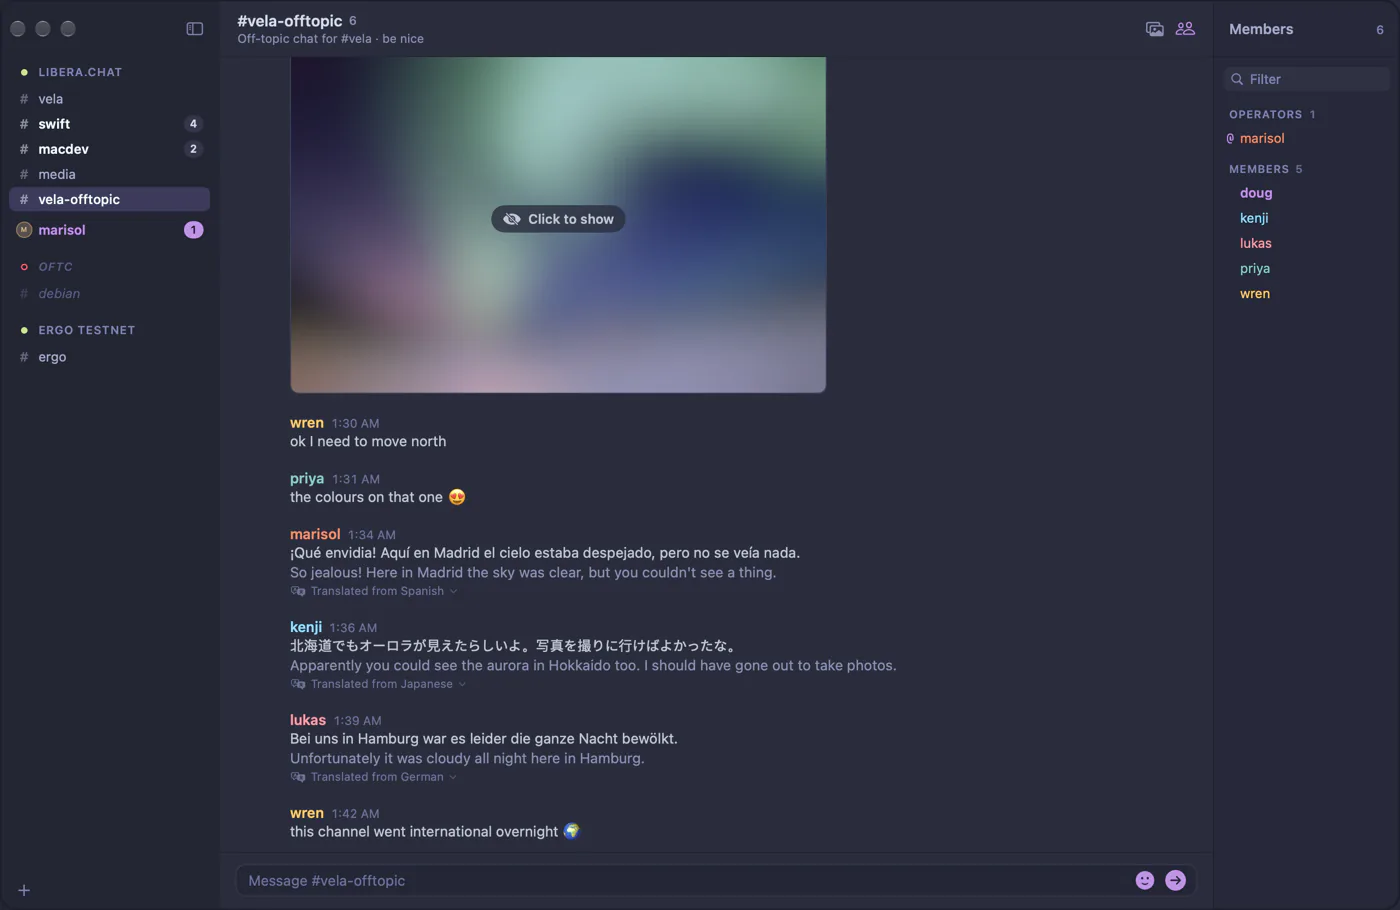 LIBERA.CHAT
# vela
# swift 4
# macdev 2
# media
# vela-offtopic
M marisol 1
OFTC
# debian
ERGO TESTNET
# ergo
+
#vela-offtopic 6
Off-topic chat for #vela · be nice
Click to show
wren 1:30 AM
ok I need to move north
priya 1:31 AM
the colours on that one 😍
marisol 1:34 AM
¡Qué envidia! Aquí en Madrid el cielo estaba despejado, pero no se veía nada.
So jealous! Here in Madrid the sky was clear, but you couldn't see a thing.
Translated from Spanish
kenji 1:36 AM
北海道でもオーロラが見えたらしいよ。写真を撮りに行けばよかったな。
Apparently you could see the aurora in Hokkaido too. I should have gone out to take photos.
Translated from Japanese
lukas 1:39 AM
Bei uns in Hamburg war es leider die ganze Nacht bewölkt.
Unfortunately it was cloudy all night here in Hamburg.
Translated from German
wren 1:42 AM
this channel went international overnight 🌍
Message #vela-offtopic
Members 6
Filter
OPERATORS 1
@ marisol
MEMBERS 5
doug
kenji
lukas
priya
wren